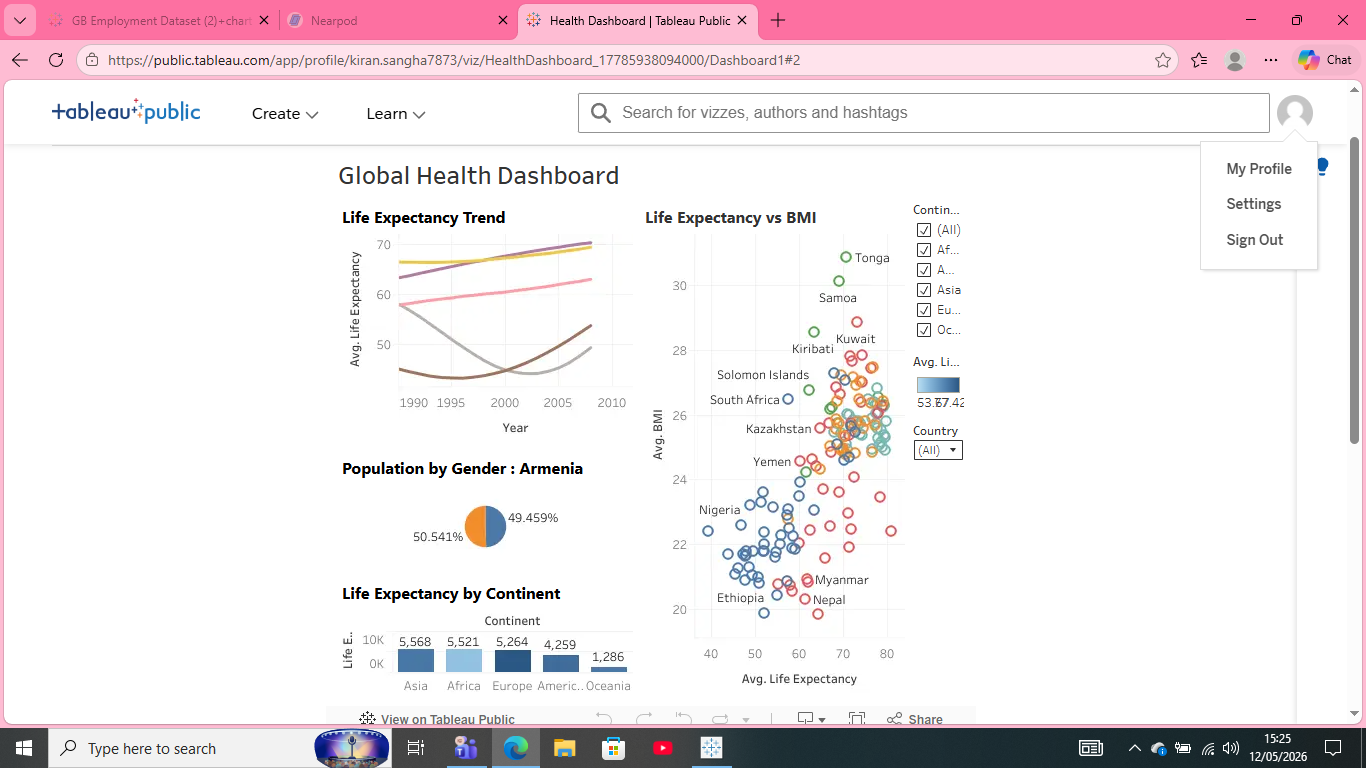 GB Employment Dataset (2)+chart
Nearpod
Health Dashboard | Tableau Public
https://public.tableau.com/app/profile/kiran.sangha7873/viz/HealthDashboard_17785938094000/Dashboard1#2
Chat
tableau public
Create
Learn
Search for vizzes, authors and hashtags
My Profile
Settings
Sign Out
Global Health Dashboard
Life Expectancy Trend
Avg. Life Expectancy
70
60
50
1990 1995 2000 2005 2010
Year
Population by Gender : Armenia
49.459%
50.541%
Life Expectancy by Continent
Continent
Life E..
10K
0K
5,568 5,521 5,264 4,259 1,286
Asia Africa Europe Americ.. Oceania
Life Expectancy vs BMI
Avg. BMI
30
28
26
24
22
20
Tonga
Samoa
Kuwait
Kiribati
Solomon Islands
South Africa
Kazakhstan
Yemen
Nigeria
Myanmar
Ethiopia
Nepal
40 50 60 70 80
Avg. Life Expectancy
Contin...
(All)
Af...
A...
Asia
Eu...
Oc...
Avg. Li...
Country
(All)
View on Tableau Public
Share
Type here to search
15:25
12/05/2026